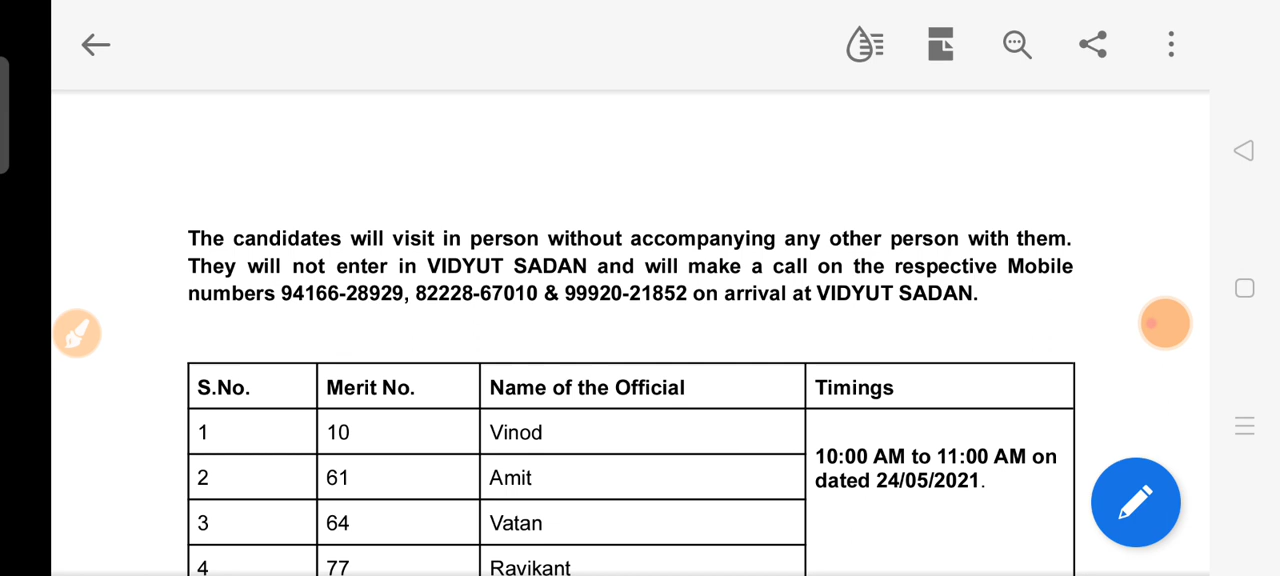 The candidates will visit in person without accompanying any other person with them.
They will not enter in VIDYUT SADAN and will make a call on the respective Mobile
numbers 94166-28929, 82228-67010 & 99920-21852 on arrival at VIDYUT SADAN.
S.No. Merit No. Name of the Official Timings
1 10 Vinod
10:00 AM to 11:00 AM on
2 61 Amit
dated 24/05/2021.
3 64 Vatan
4 77 Ravikant